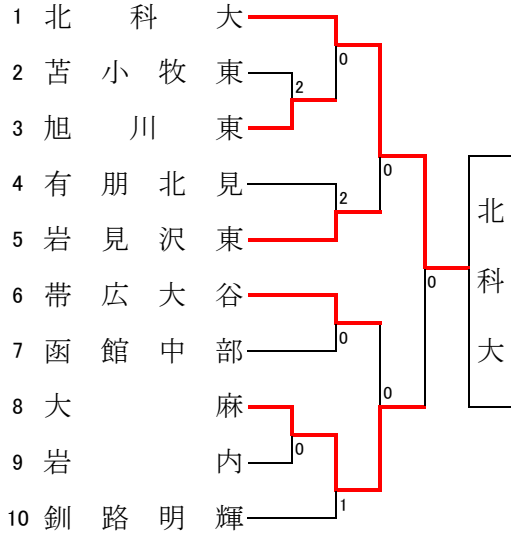 1 北科大
2 苫小牧東
3 旭川東
4 有朋北見
5 岩見沢東
6 帯広大谷
7 函館中部
8 大麻
9 岩内
10 釧路明輝
0
2
2
0
0
0
0
0
1
北科大